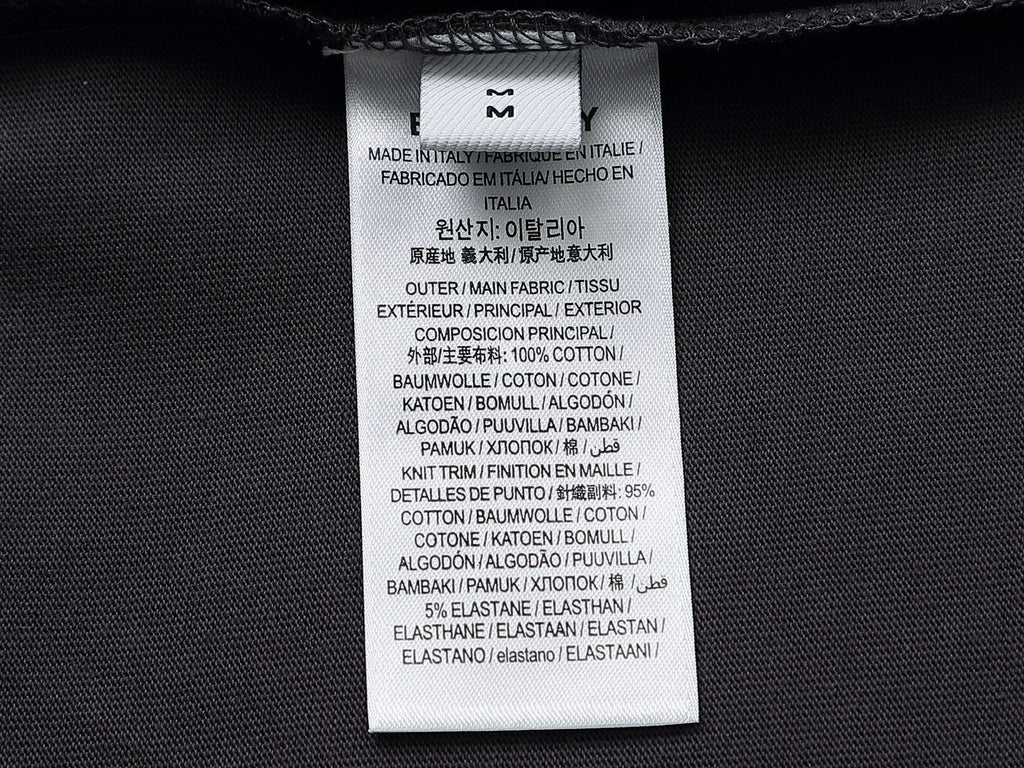 M
MADE IN ITALY / FABRIQUÉ EN ITALIE /
FABRICADO EM ITÁLIA/ HECHO EN
ITALIA
원산지: 이탈리아
原産地 義大利 / 原产地意大利
OUTER / MAIN FABRIC / TISSU
EXTÉRIEUR / PRINCIPAL / EXTERIOR
COMPOSICION PRINCIPAL /
外部/主要布料: 100% COTTON /
BAUMWOLLE / COTON / COTONE /
KATOEN / BOMULL / ALGODÓN /
ALGODÃO / PUUVILLA / BAMBAKI /
PAMUK / ХЛОПОК / 棉 / قطن
KNIT TRIM / FINITION EN MAILLE /
DETALLES DE PUNTO / 針織副料: 95%
COTTON / BAUMWOLLE / COTON /
COTONE / KATOEN / BOMULL /
ALGODÓN / ALGODÃO / PUUVILLA /
BAMBAKI / PAMUK / ХЛОПОК / 棉 / قطن
5% ELASTANE / ELASTHAN /
ELASTHANE / ELASTAAN / ELASTAN /
ELASTANO / elastano / ELASTAANI /